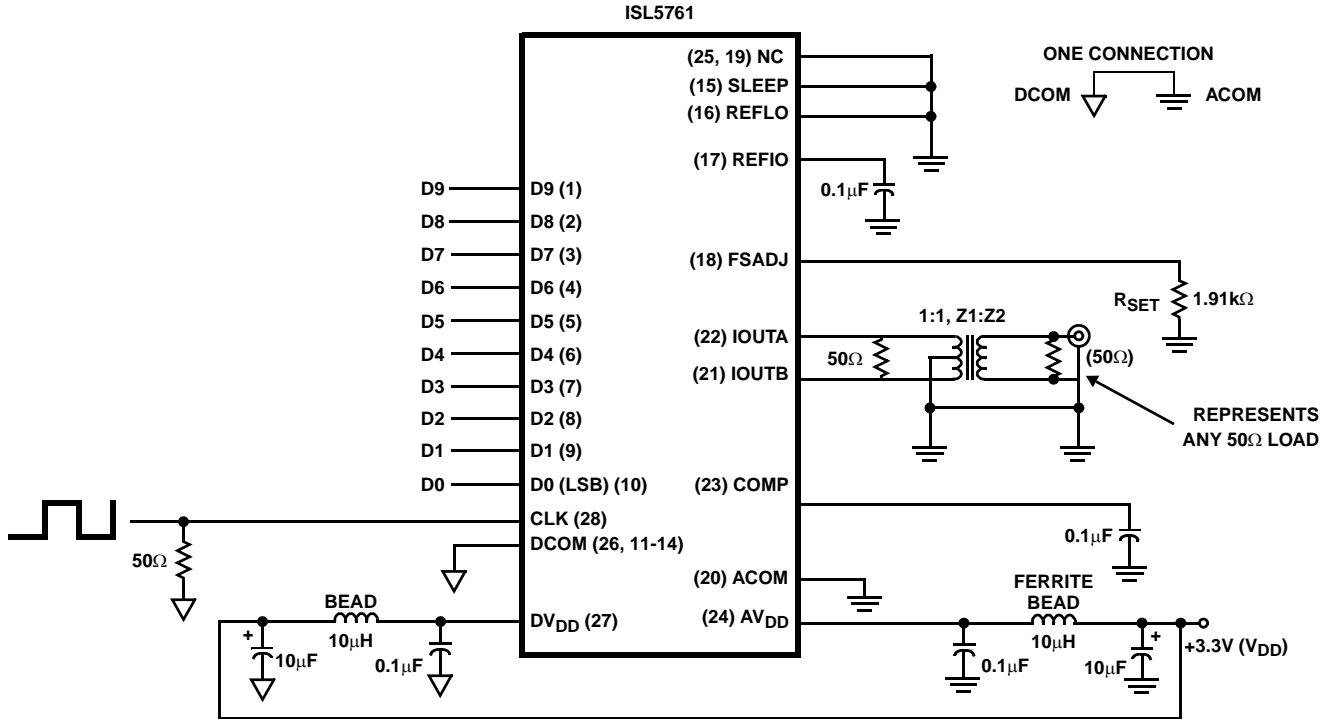 ISL5761
(25, 19) NC
(15) SLEEP
(16) REFLO
(17) REFIO
0.1µF
ONE CONNECTION
DCOM
ACOM
D9
D9 (1)
D8
D8 (2)
D7
D7 (3)
D6
D6 (4)
D5
D5 (5)
D4
D4 (6)
D3
D3 (7)
D2
D2 (8)
D1
D1 (9)
D0
D0 (LSB) (10)
CLK (28)
50Ω
DCOM (26, 11-14)
(18) FSADJ
RSET
1.91kΩ
1:1, Z1:Z2
(22) IOUTA
50Ω
(50Ω)
(21) IOUTB
REPRESENTS
ANY 50Ω LOAD
(23) COMP
0.1µF
(20) ACOM
FERRITE
BEAD
(24) AVDD
10µH
+3.3V (VDD)
0.1µF
10µF
+
BEAD
DVDD (27)
+
10µH
10µF
0.1µF